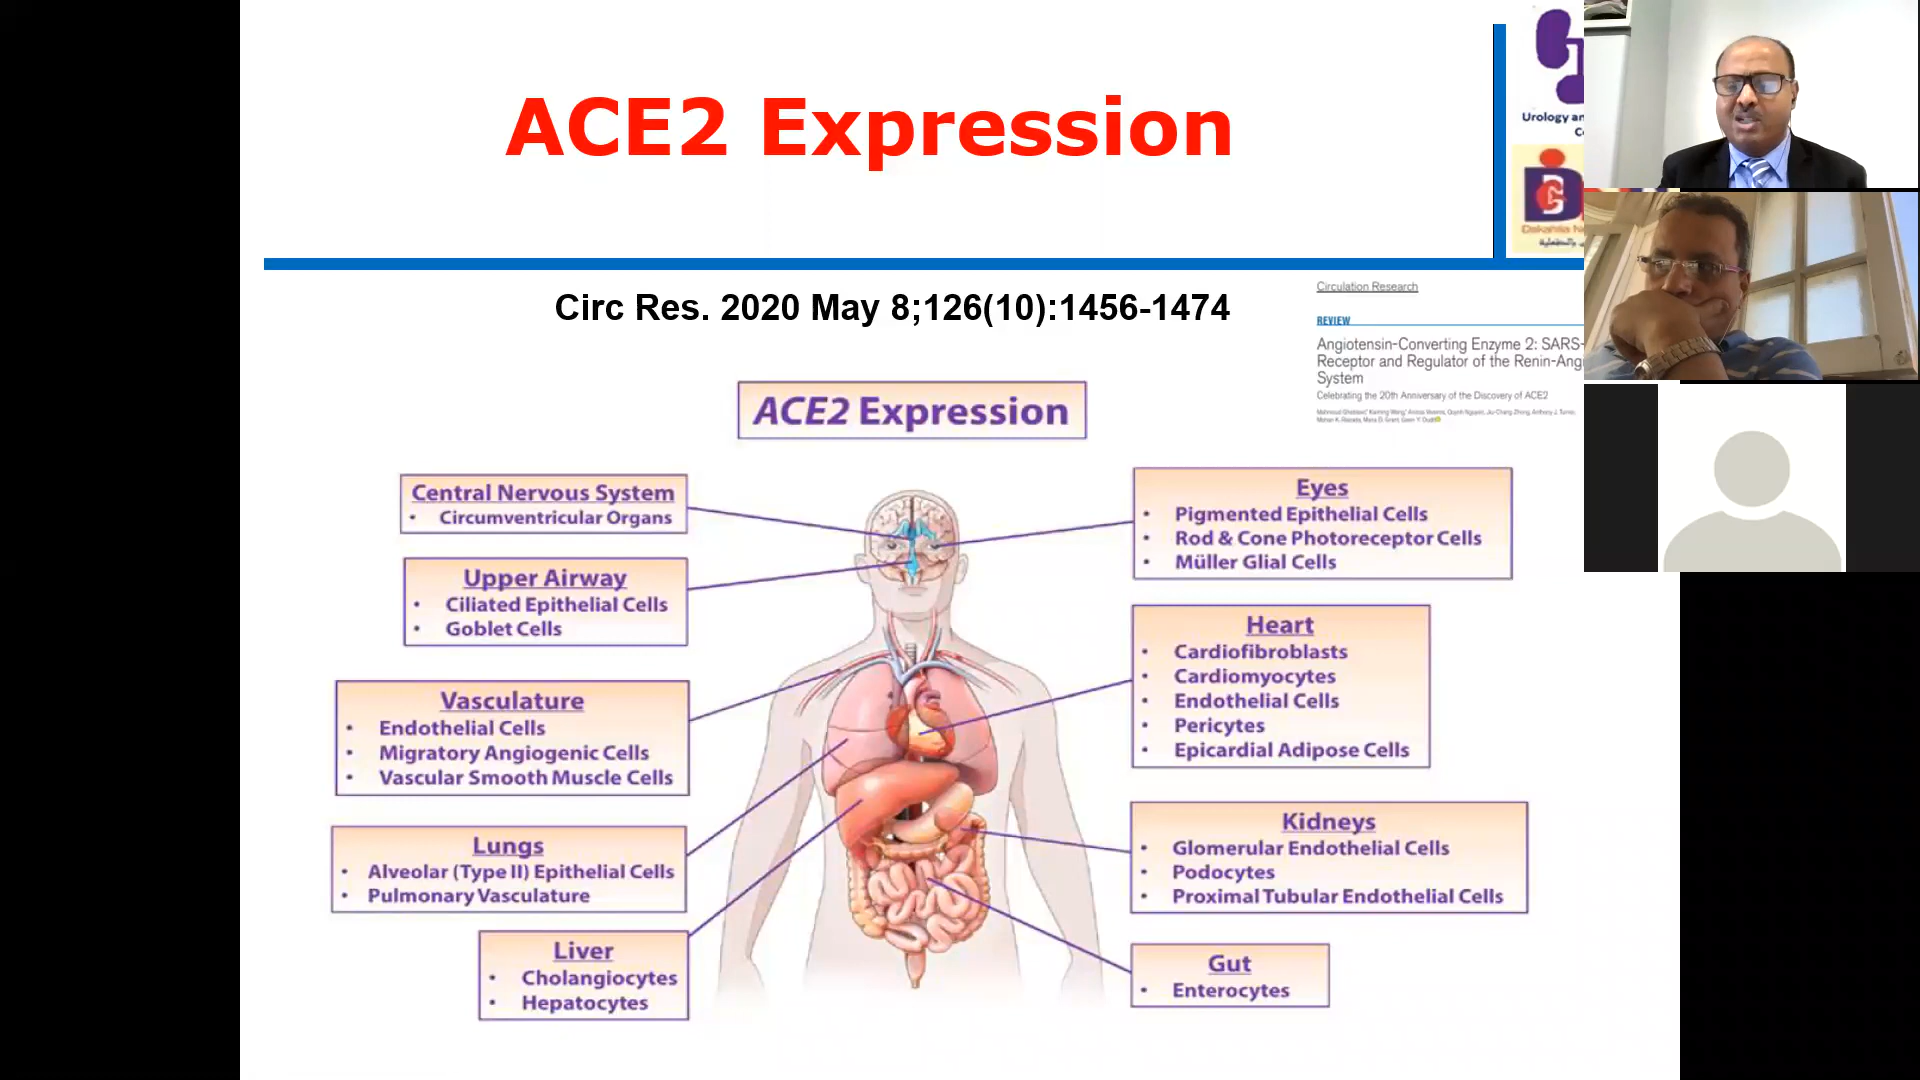 ACE2 Expression
Urology an
Ce
Dakahlia N
Circ Res. 2020 May 8;126(10):1456-1474
Circulation Research
REVIEW
Angiotensin-Converting Enzyme 2: SARS-
Receptor and Regulator of the Renin-Angi
System
Celebrating the 20th Anniversary of the Discovery of ACE2
ACE2 Expression
Central Nervous System
• Circumventricular Organs
Upper Airway
• Ciliated Epithelial Cells
• Goblet Cells
Vasculature
• Endothelial Cells
• Migratory Angiogenic Cells
• Vascular Smooth Muscle Cells
Lungs
• Alveolar (Type II) Epithelial Cells
• Pulmonary Vasculature
Liver
• Cholangiocytes
• Hepatocytes
Eyes
• Pigmented Epithelial Cells
• Rod & Cone Photoreceptor Cells
• Müller Glial Cells
Heart
• Cardiofibroblasts
• Cardiomyocytes
• Endothelial Cells
• Pericytes
• Epicardial Adipose Cells
Kidneys
• Glomerular Endothelial Cells
• Podocytes
• Proximal Tubular Endothelial Cells
Gut
• Enterocytes